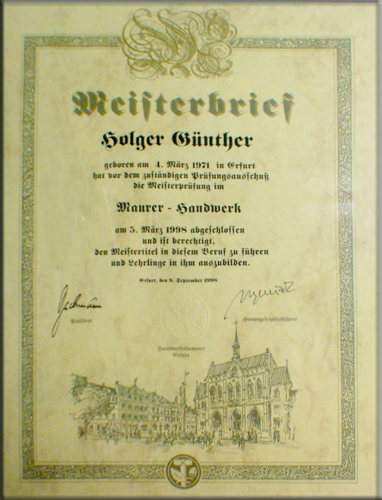 Meisterbrief
Holger Günther
geboren am 4. März 1971 in Erfurt
hat vor dem zuständigen Prüfungsausschuß
die Meisterprüfung im
Maurer - Handwerk
am 5. März 1998 abgeschlossen
und ist berechtigt,
den Meistertitel in diesem Beruf zu führen
und Lehrlinge in ihm auszubilden.
Erfurt, den 9. September 1998
Präsident
Hauptgeschäftsführer
Handwerkskammer
Erfurt